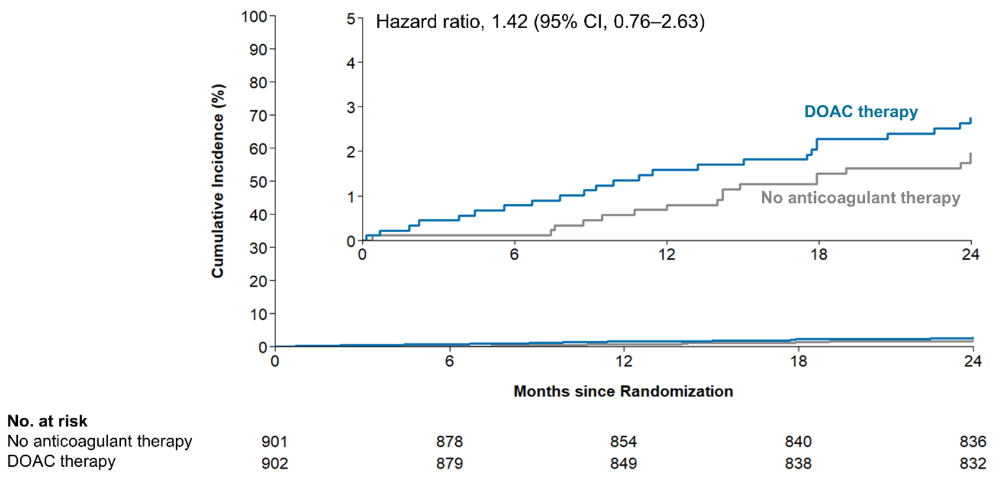 100
90
80
70
60
50
40
30
20
10
0
Cumulative Incidence (%)
5
4
3
2
1
0
Hazard ratio, 1.42 (95% CI, 0.76–2.63)
DOAC therapy
No anticoagulant therapy
0 6 12 18 24
0 6 12 18 24
Months since Randomization
No. at risk
No anticoagulant therapy 901 878 854 840 836
DOAC therapy 902 879 849 838 832